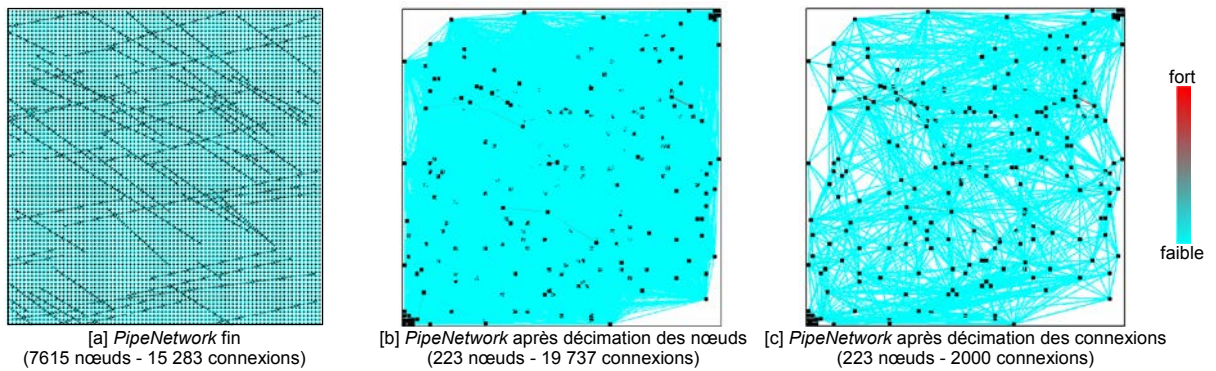 fort
faible
[a] PipeNetwork fin
(7615 nœuds - 15 283 connexions)
[b] PipeNetwork après décimation des nœuds
(223 nœuds - 19 737 connexions)
[c] PipeNetwork après décimation des connexions
(223 nœuds - 2000 connexions)